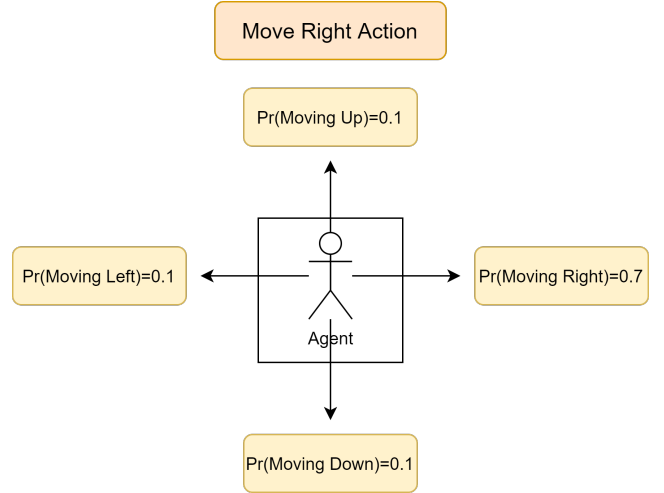 Move Right Action
Pr(Moving Up)=0.1
Pr(Moving Left)=0.1
Pr(Moving Right)=0.7
Agent
Pr(Moving Down)=0.1